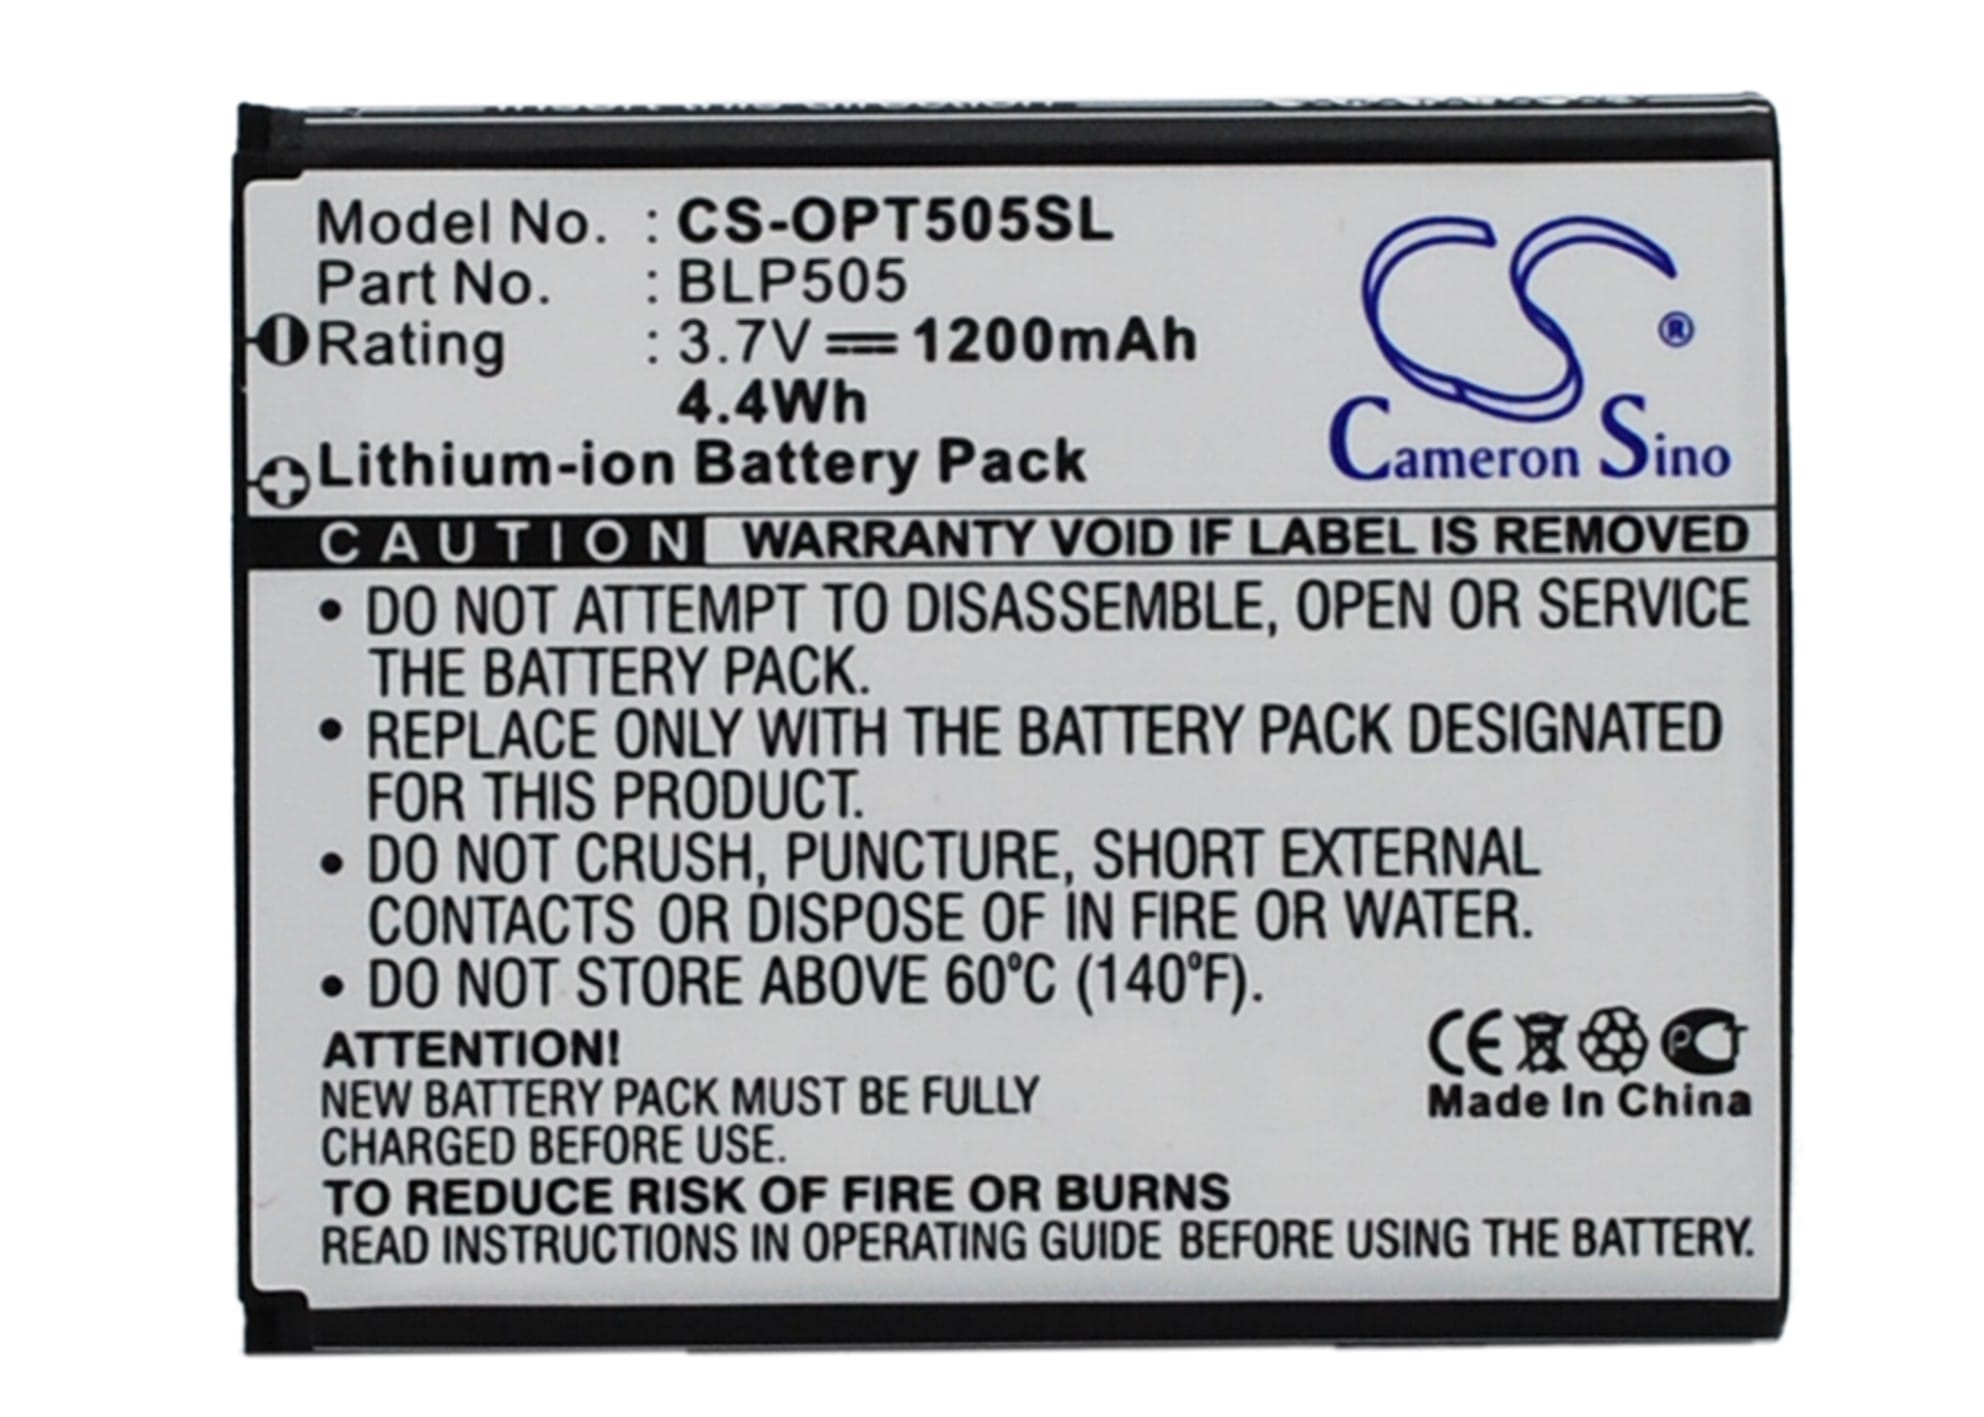 Model No. : CS-OPT505SL
Part No. : BLP505
Rating : 3.7V 1200mAh
4.4Wh
Lithium-ion Battery Pack
CS ®
Cameron Sino
CAUTION WARRANTY VOID IF LABEL IS REMOVED
• DO NOT ATTEMPT TO DISASSEMBLE, OPEN OR SERVICE
THE BATTERY PACK.
• REPLACE ONLY WITH THE BATTERY PACK DESIGNATED
FOR THIS PRODUCT.
• DO NOT CRUSH, PUNCTURE, SHORT EXTERNAL
CONTACTS OR DISPOSE OF IN FIRE OR WATER.
• DO NOT STORE ABOVE 60°C (140°F).
ATTENTION!
NEW BATTERY PACK MUST BE FULLY
CHARGED BEFORE USE.
TO REDUCE RISK OF FIRE OR BURNS
READ INSTRUCTIONS IN OPERATING GUIDE BEFORE USING THE BATTERY.
CE
Made In China